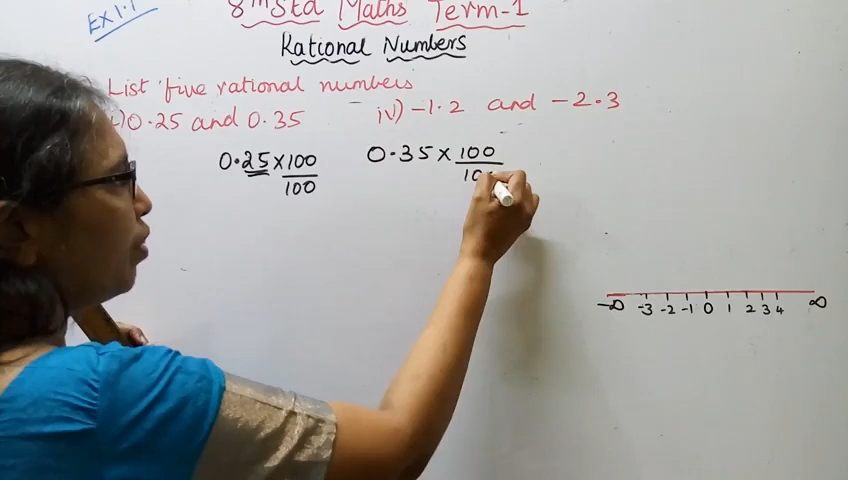 Ex 1.1
8th Std Maths Term-1
Rational Numbers
List five rational numbers
0.25 and 0.35 iv) -1.2 and -2.3
0.25 × 100/100 0.35 × 100/10
-∞ -3 -2 -1 0 1 2 3 4 ∞